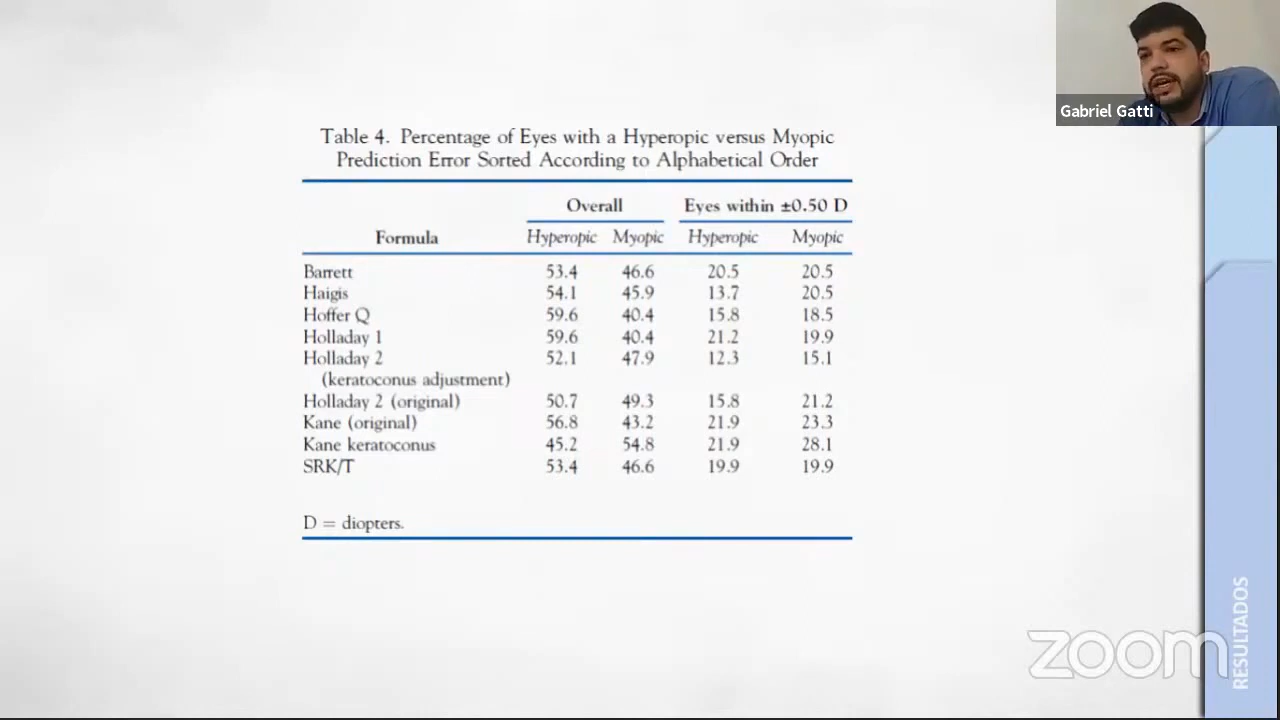 Gabriel Gatti
Table 4. Percentage of Eyes with a Hyperopic versus Myopic
Prediction Error Sorted According to Alphabetical Order
Overall Eyes within ±0.50 D
Formula Hyperopic Myopic Hyperopic Myopic
Barrett 53.4 46.6 20.5 20.5
Haigis 54.1 45.9 13.7 20.5
Hoffer Q 59.6 40.4 15.8 18.5
Holladay 1 59.6 40.4 21.2 19.9
Holladay 2 52.1 47.9 12.3 15.1
(keratoconus adjustment)
Holladay 2 (original) 50.7 49.3 15.8 21.2
Kane (original) 56.8 43.2 21.9 23.3
Kane keratoconus 45.2 54.8 21.9 28.1
SRK/T 53.4 46.6 19.9 19.9
D = diopters.
RESULTADOS
zoom